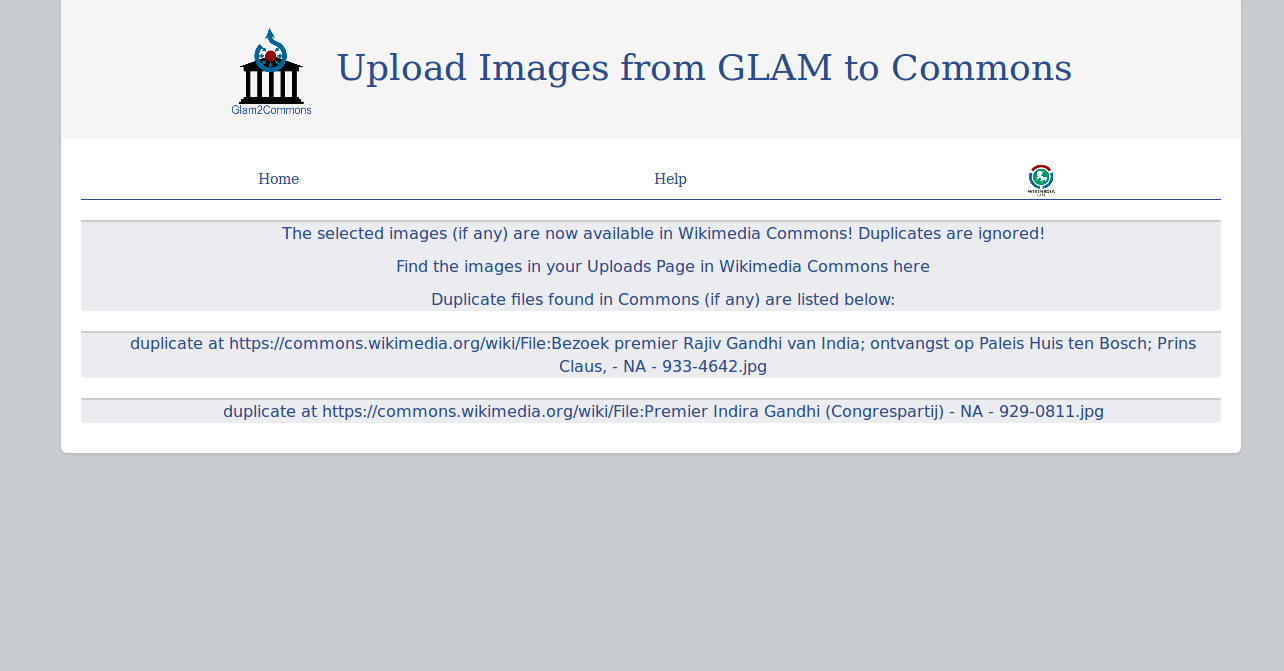 Glam2Commons
Upload Images from GLAM to Commons
Home
Help
WIKIMEDIA
The selected images (if any) are now available in Wikimedia Commons! Duplicates are ignored!
Find the images in your Uploads Page in Wikimedia Commons here
Duplicate files found in Commons (if any) are listed below:
duplicate at https://commons.wikimedia.org/wiki/File:Bezoek premier Rajiv Gandhi van India; ontvangst op Paleis Huis ten Bosch; Prins
Claus, - NA - 933-4642.jpg
duplicate at https://commons.wikimedia.org/wiki/File:Premier Indira Gandhi (Congrespartij) - NA - 929-0811.jpg